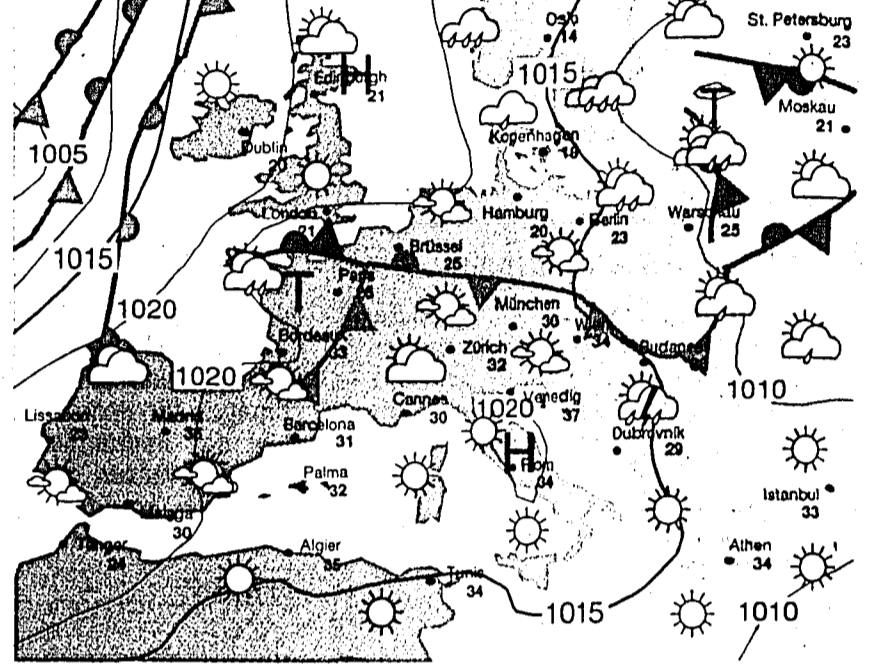 Oslo
14
St. Petersburg
23
1015
Moskau
21
H
Edinburgh
21
Kopenhagen
Dublin
20
1005
London
21
Hamburg
20
Berlin
23
Warschau
25
Brüssel
25
1015
T
Paris
1020
München
30
Wien
34
Budapest
Bordeaux
33
Zürich
32
1020
1010
Cannes
30
1020
Venedig
37
Lissabon
Madrid
Barcelona
31
Dubrovnik
29
H
Rom
34
Palma
32
Istanbul
33
Malaga
30
Tanger
Algier
35
Athen
34
Tunis
34
1015
1010